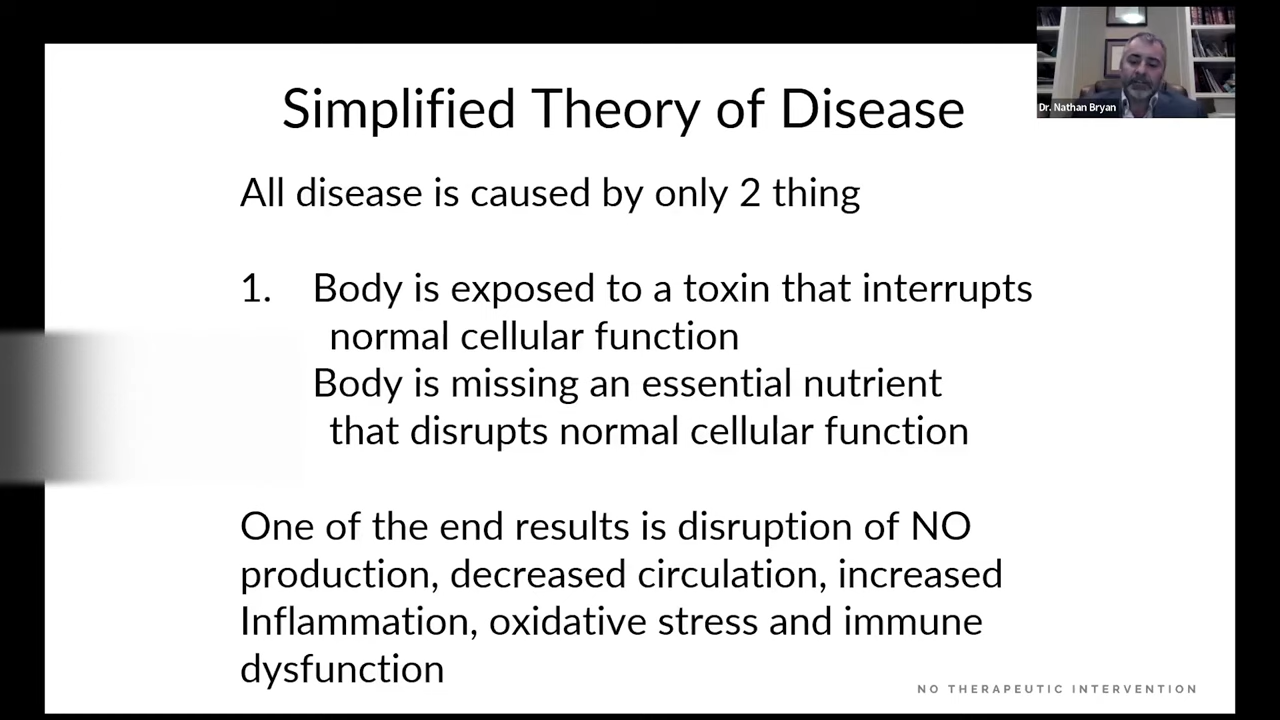 Simplified Theory of Disease
Dr. Nathan Bryan
All disease is caused by only 2 thing
1. Body is exposed to a toxin that interrupts
normal cellular function
Body is missing an essential nutrient
that disrupts normal cellular function
One of the end results is disruption of NO
production, decreased circulation, increased
Inflammation, oxidative stress and immune
dysfunction
NO THERAPEUTIC INTERVENTION